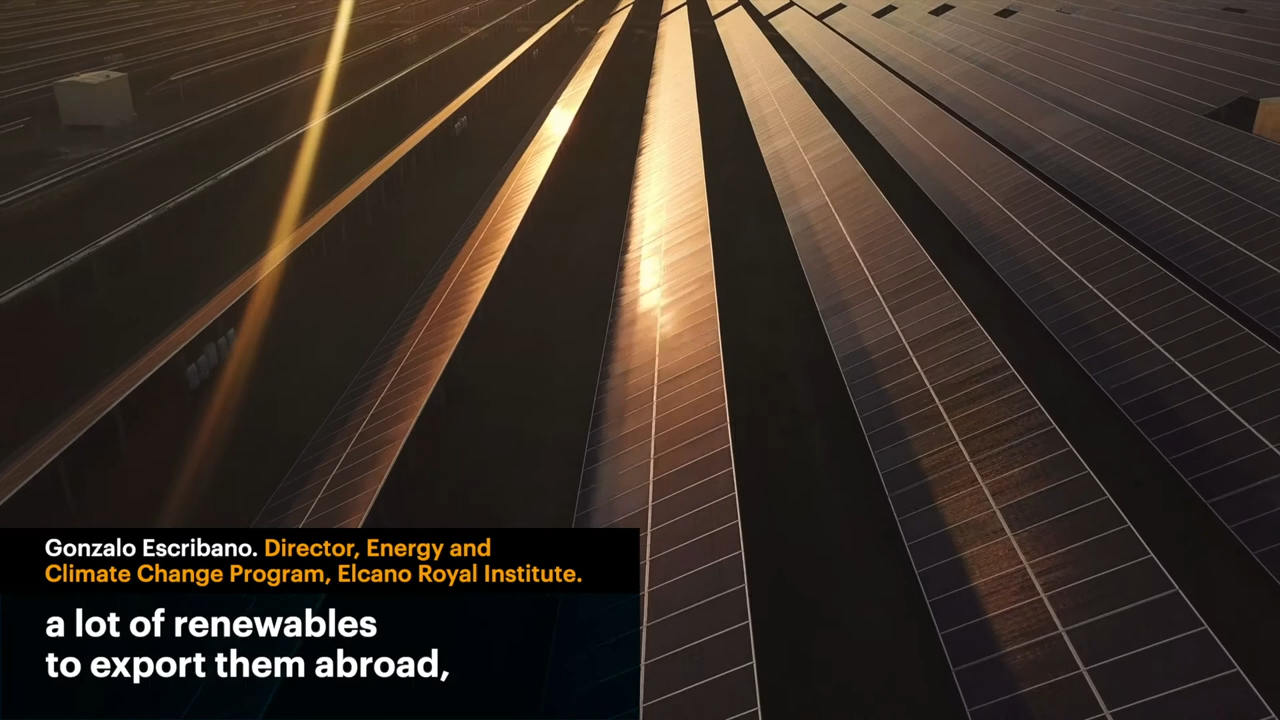 Gonzalo Escribano. Director, Energy and
Climate Change Program, Elcano Royal Institute.
a lot of renewables
to export them abroad,